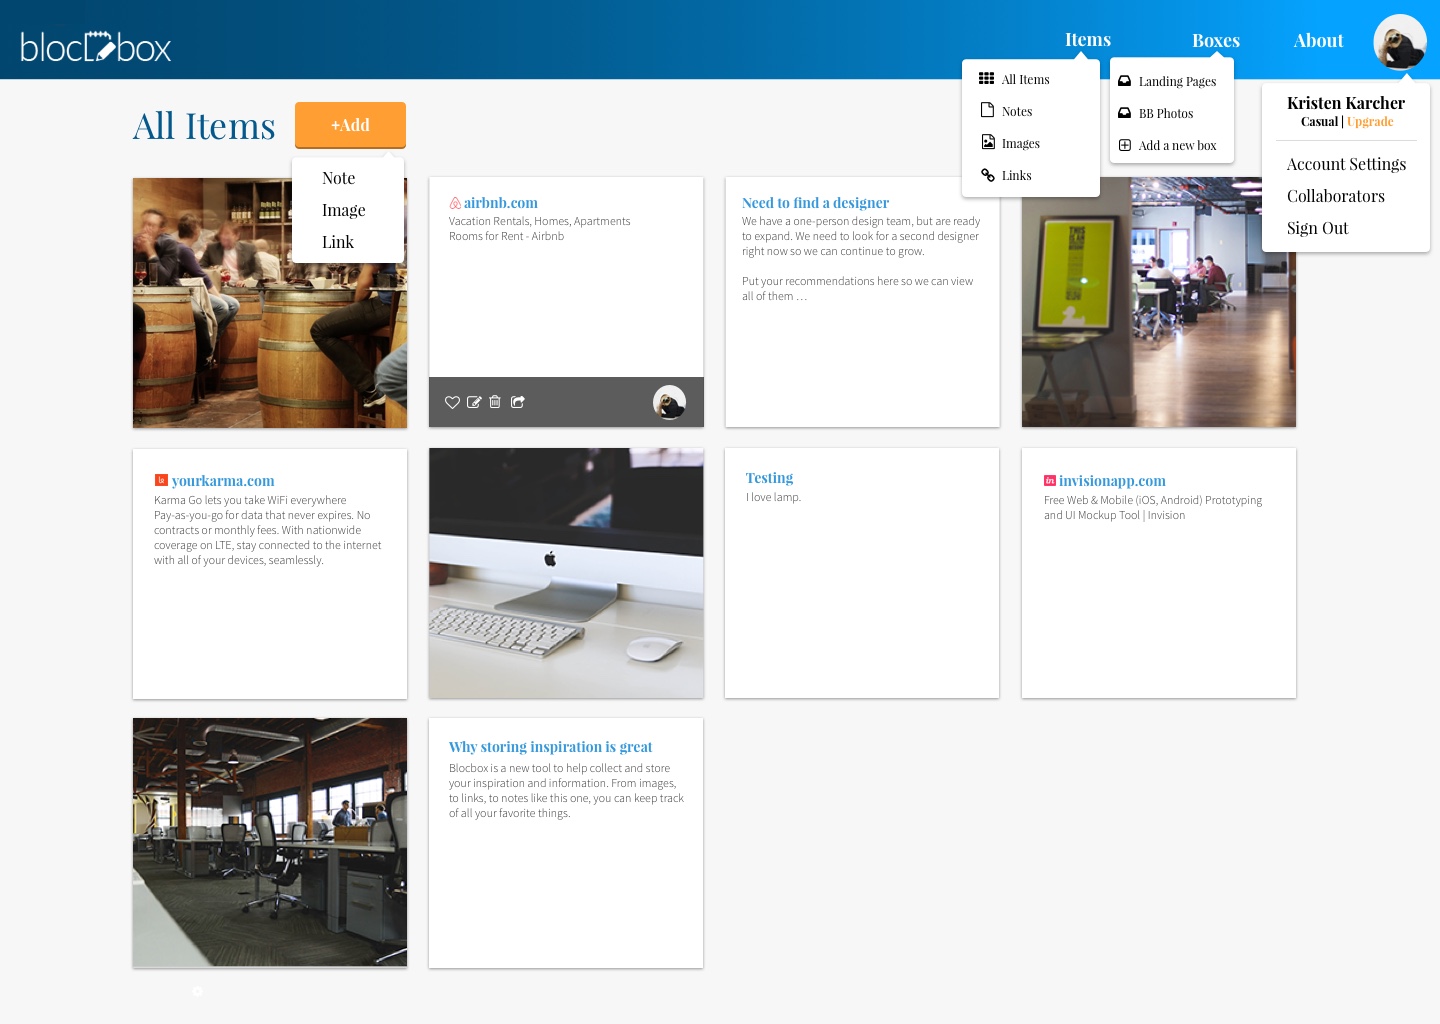 blocbox
Items
Boxes
About
All Items
Notes
Images
Links
Landing Pages
BB Photos
Add a new box
Kristen Karcher
Casual | Upgrade
Account Settings
Collaborators
Sign Out
All Items
+Add
Note
Image
Link
airbnb.com
Vacation Rentals, Homes, Apartments
Rooms for Rent - Airbnb
Need to find a designer
We have a one-person design team, but are ready
to expand. We need to look for a second designer
right now so we can continue to grow.
Put your recommendations here so we can view
all of them …
THIS
yourkarma.com
Karma Go lets you take WiFi everywhere
Pay-as-you-go for data that never expires. No
contracts or monthly fees. With nationwide
coverage on LTE, stay connected to the internet
with all of your devices, seamlessly.
Testing
I love lamp.
in invisionapp.com
Free Web & Mobile (iOS, Android) Prototyping
and UI Mockup Tool | Invision
Why storing inspiration is great
Blocbox is a new tool to help collect and store
your inspiration and information. From images,
to links, to notes like this one, you can keep track
of all your favorite things.